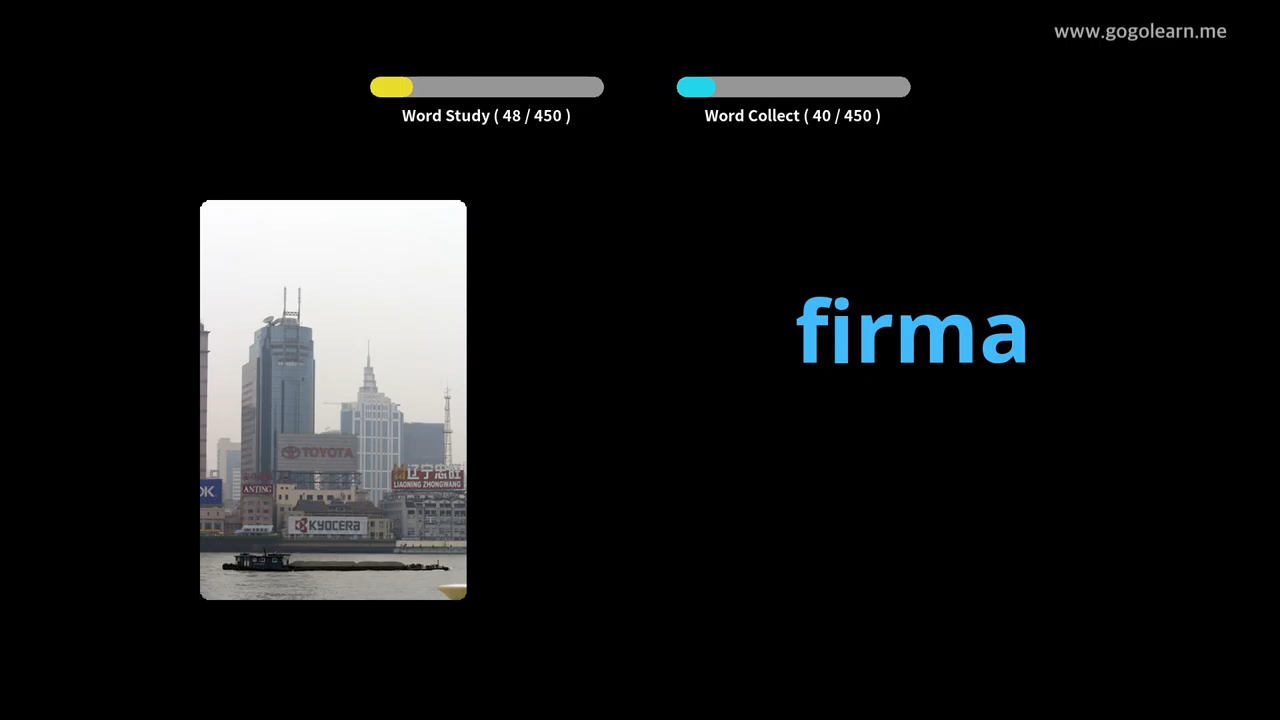 www.gogolearn.me
Word Study ( 48 / 450 )
Word Collect ( 40 / 450 )
firma
TOYOTA
辽宁忠旺
LIAONING ZHONGWANG
OK
ANTING
KYOCERA